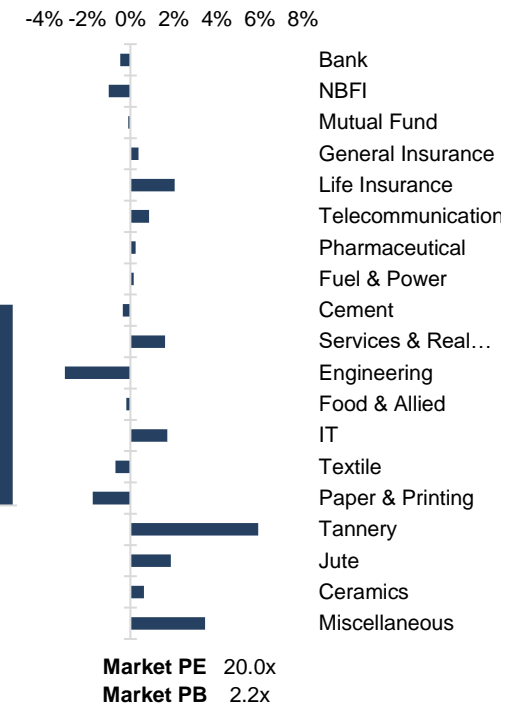 -4% -2% 0% 2% 4% 6% 8%
Bank
NBFI
Mutual Fund
General Insurance
Life Insurance
Telecommunication
Pharmaceutical
Fuel & Power
Cement
Services & Real…
Engineering
Food & Allied
IT
Textile
Paper & Printing
Tannery
Jute
Ceramics
Miscellaneous
Market PE 20.0x
Market PB 2.2x